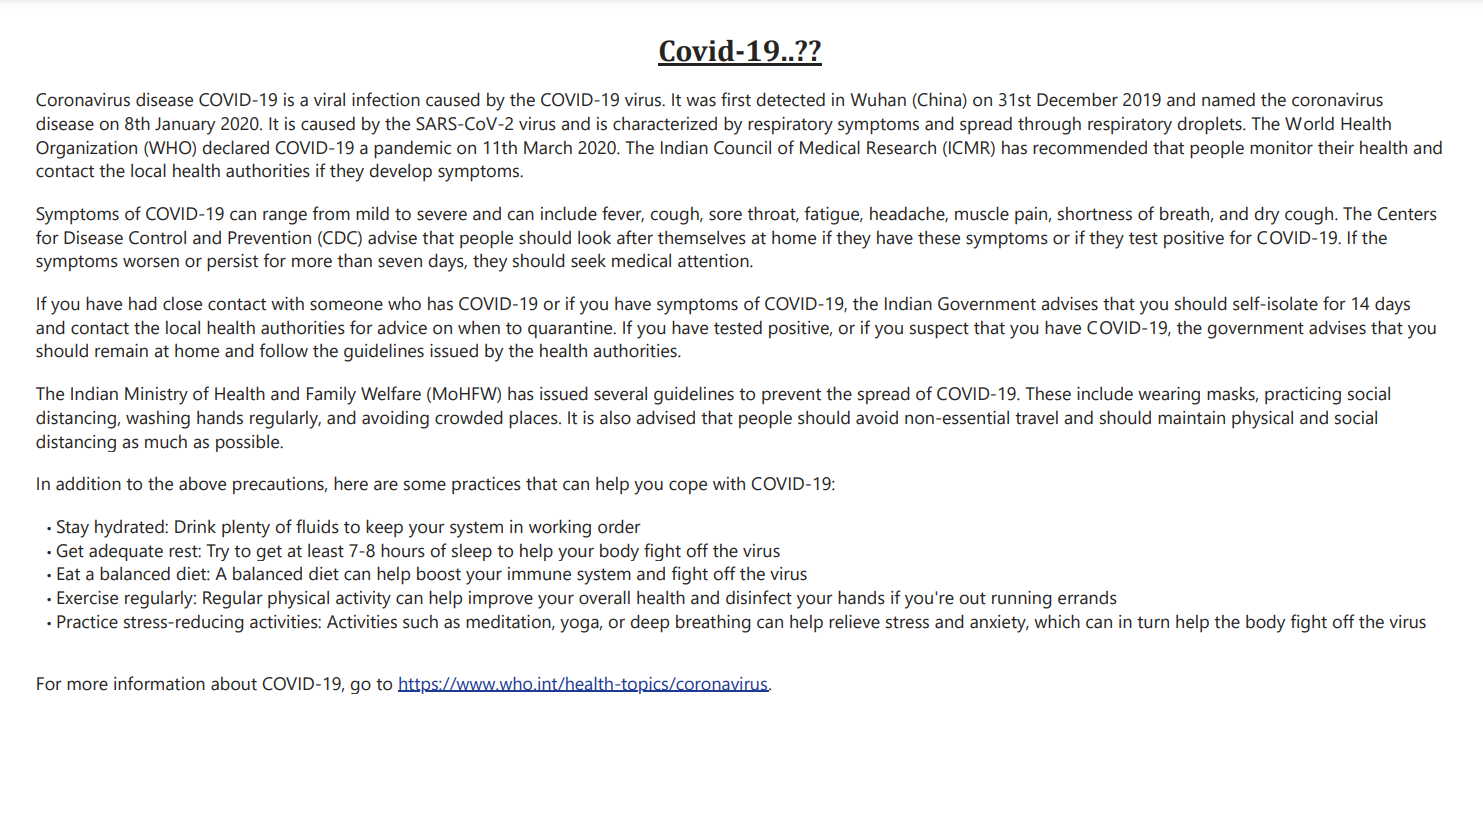 Covid-19..??
Coronavirus disease COVID-19 is a viral infection caused by the COVID-19 virus. It was first detected in Wuhan (China) on 31st December 2019 and named the coronavirus
disease on 8th January 2020. It is caused by the SARS-CoV-2 virus and is characterized by respiratory symptoms and spread through respiratory droplets. The World Health
Organization (WHO) declared COVID-19 a pandemic on 11th March 2020. The Indian Council of Medical Research (ICMR) has recommended that people monitor their health and
contact the local health authorities if they develop symptoms.
Symptoms of COVID-19 can range from mild to severe and can include fever, cough, sore throat, fatigue, headache, muscle pain, shortness of breath, and dry cough. The Centers
for Disease Control and Prevention (CDC) advise that people should look after themselves at home if they have these symptoms or if they test positive for COVID-19. If the
symptoms worsen or persist for more than seven days, they should seek medical attention.
If you have had close contact with someone who has COVID-19 or if you have symptoms of COVID-19, the Indian Government advises that you should self-isolate for 14 days
and contact the local health authorities for advice on when to quarantine. If you have tested positive, or if you suspect that you have COVID-19, the government advises that you
should remain at home and follow the guidelines issued by the health authorities.
The Indian Ministry of Health and Family Welfare (MoHFW) has issued several guidelines to prevent the spread of COVID-19. These include wearing masks, practicing social
distancing, washing hands regularly, and avoiding crowded places. It is also advised that people should avoid non-essential travel and should maintain physical and social
distancing as much as possible.
In addition to the above precautions, here are some practices that can help you cope with COVID-19:
• Stay hydrated: Drink plenty of fluids to keep your system in working order
• Get adequate rest: Try to get at least 7-8 hours of sleep to help your body fight off the virus
• Eat a balanced diet: A balanced diet can help boost your immune system and fight off the virus
• Exercise regularly: Regular physical activity can help improve your overall health and disinfect your hands if you're out running errands
• Practice stress-reducing activities: Activities such as meditation, yoga, or deep breathing can help relieve stress and anxiety, which can in turn help the body fight off the virus
For more information about COVID-19, go to https://www.who.int/health-topics/coronavirus.